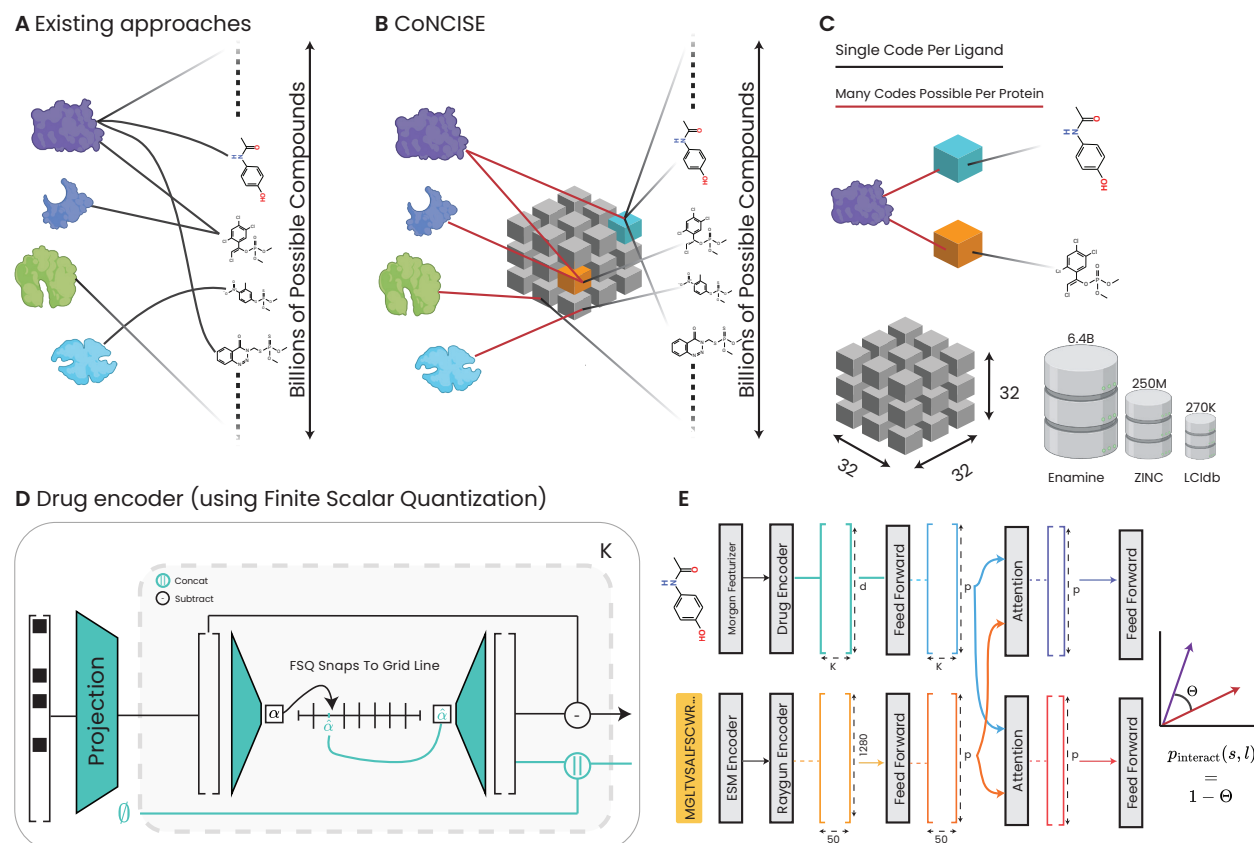 A Existing approaches
Billions of Possible Compounds
B CoNCISE
Billions of Possible Compounds
C
Single Code Per Ligand
Many Codes Possible Per Protein
32
32
32
6.4B
250M
270K
Enamine
ZINC
LCIdb
D Drug encoder (using Finite Scalar Quantization)
K
Concat
- Subtract
Projection
FSQ Snaps To Grid Line
α
α̂
α̂
-
||
∅
E
Morgan Featurizer
Drug Encoder
d
K
Feed Forward
p
K
Attention
p
Feed Forward
MGLTVSALFSCWR...
ESM Encoder
Raygun Encoder
1280
50
Feed Forward
p
50
Attention
p
Feed Forward
Θ
p_interact(s, l)
=
1 − Θ